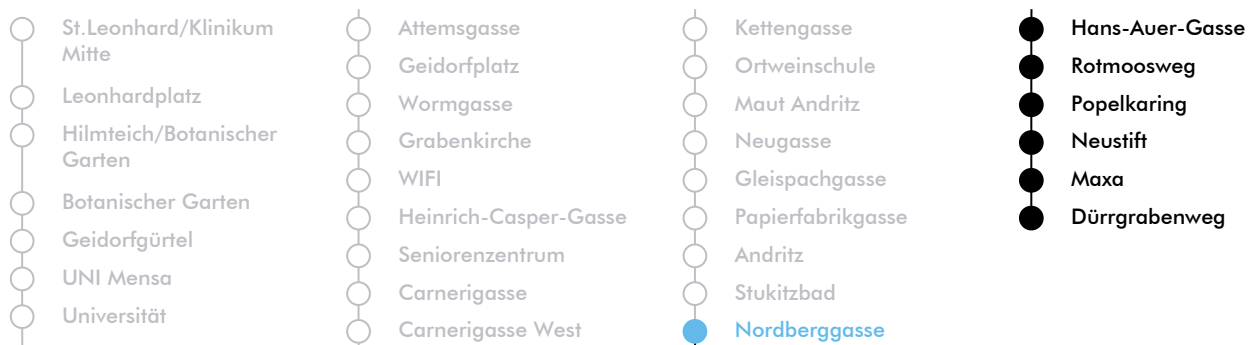 St.Leonhard/Klinikum
Mitte
Leonhardplatz
Hilmteich/Botanischer
Garten
Botanischer Garten
Geidorfgürtel
UNI Mensa
Universität
Attemsgasse
Geidorfplatz
Wormgasse
Grabenkirche
WIFI
Heinrich-Casper-Gasse
Seniorenzentrum
Carnerigasse
Carnerigasse West
Kettengasse
Ortweinschule
Maut Andritz
Neugasse
Gleispachgasse
Papierfabrikgasse
Andritz
Stukitzbad
Nordberggasse
Hans-Auer-Gasse
Rotmoosweg
Popelkaring
Neustift
Maxa
Dürrgrabenweg